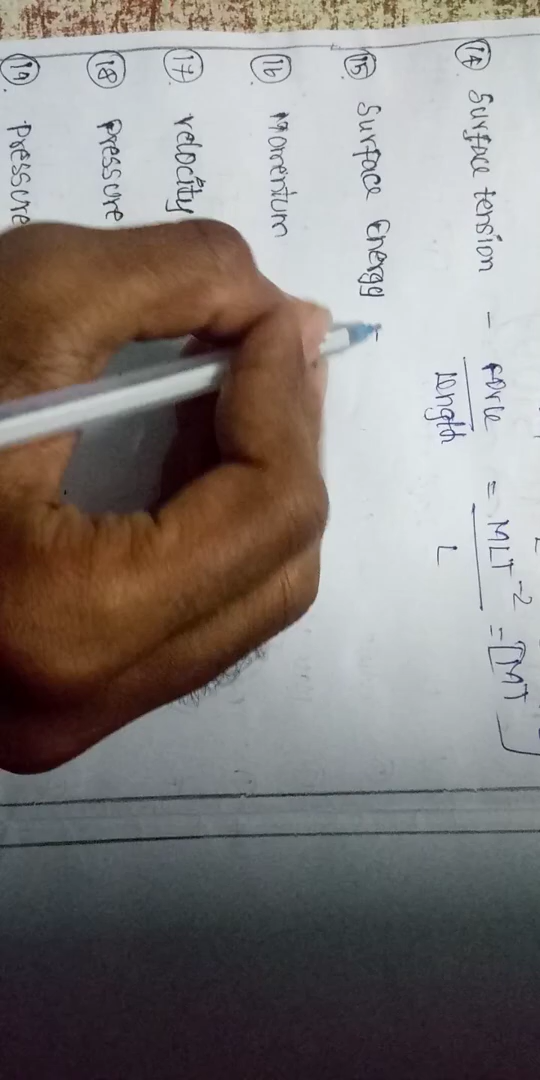 14 Surface tension - Force / Length = MLT⁻² / L = [MT
15. Surface Energy -
16. Momentum
17. velocity
18. pressure
19. pressure